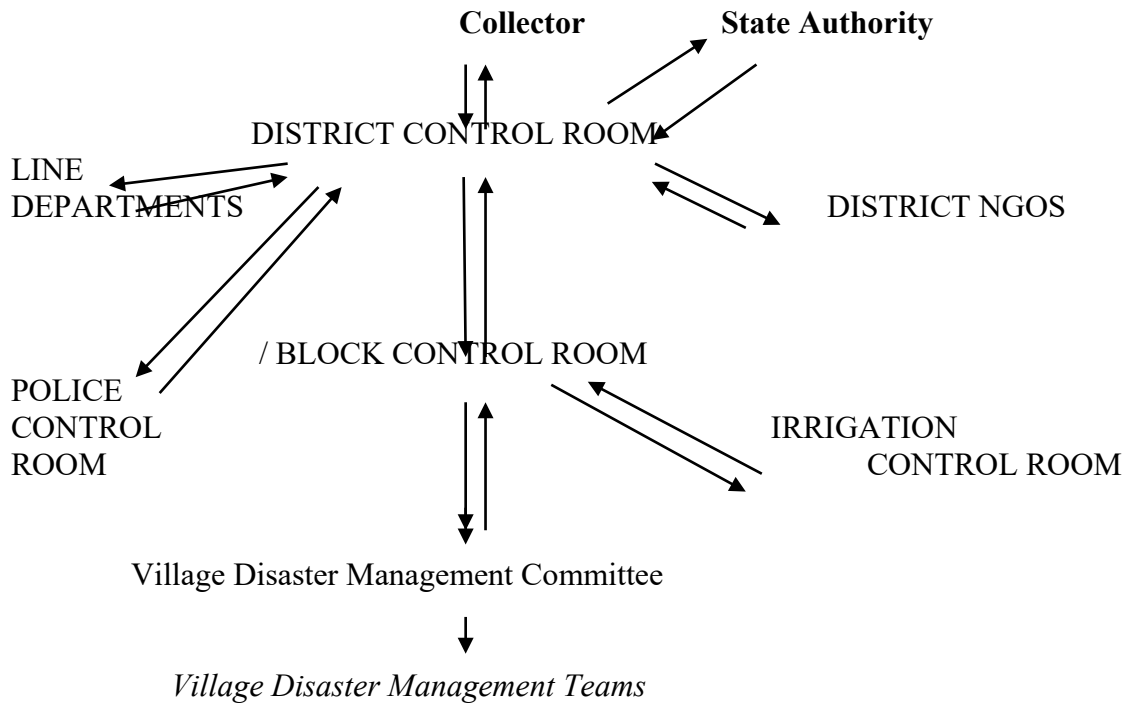 Collector State Authority
DISTRICT CONTROL ROOM
LINE
DEPARTMENTS
DISTRICT NGOS
/ BLOCK CONTROL ROOM
POLICE
CONTROL
ROOM
IRRIGATION
CONTROL ROOM
Village Disaster Management Committee
Village Disaster Management Teams